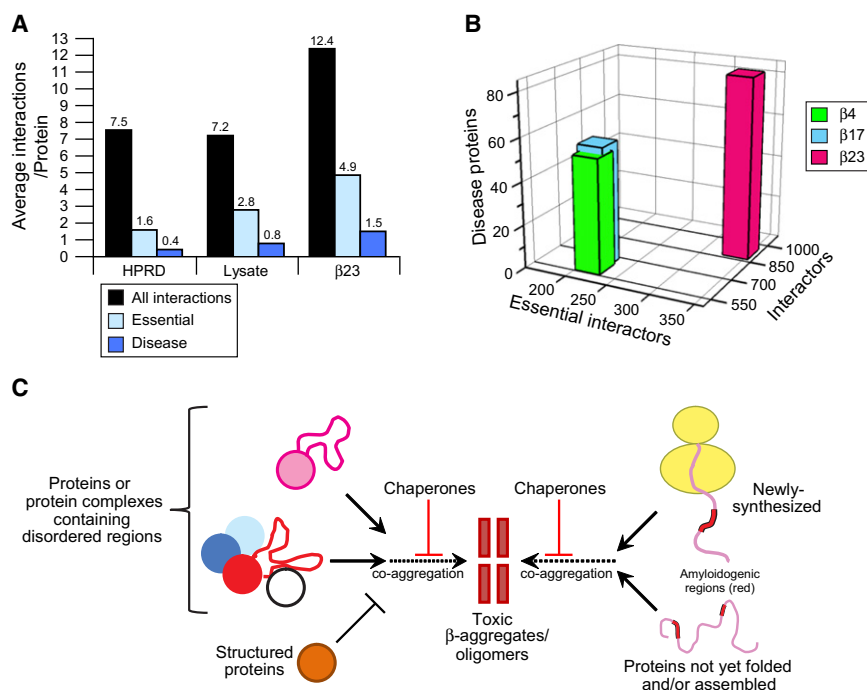 A
Average interactions
/Protein
13
12
11
10
9
8
7
6
5
4
3
2
1
0
7.5
1.6
0.4
7.2
2.8
0.8
12.4
4.9
1.5
HPRD
Lysate
β23
All interactions
Essential
Disease
B
Disease proteins
80
60
40
20
0
200
250
300
350
Essential interactors
550
700
850
1000
Interactors
β4
β17
β23
C
Proteins or
protein complexes
containing
disordered regions
Structured
proteins
Chaperones
co-aggregation
Toxic
β-aggregates/
oligomers
Chaperones
co-aggregation
Newly-
synthesized
Amyloidogenic
regions (red)
Proteins not yet folded
and/or assembled